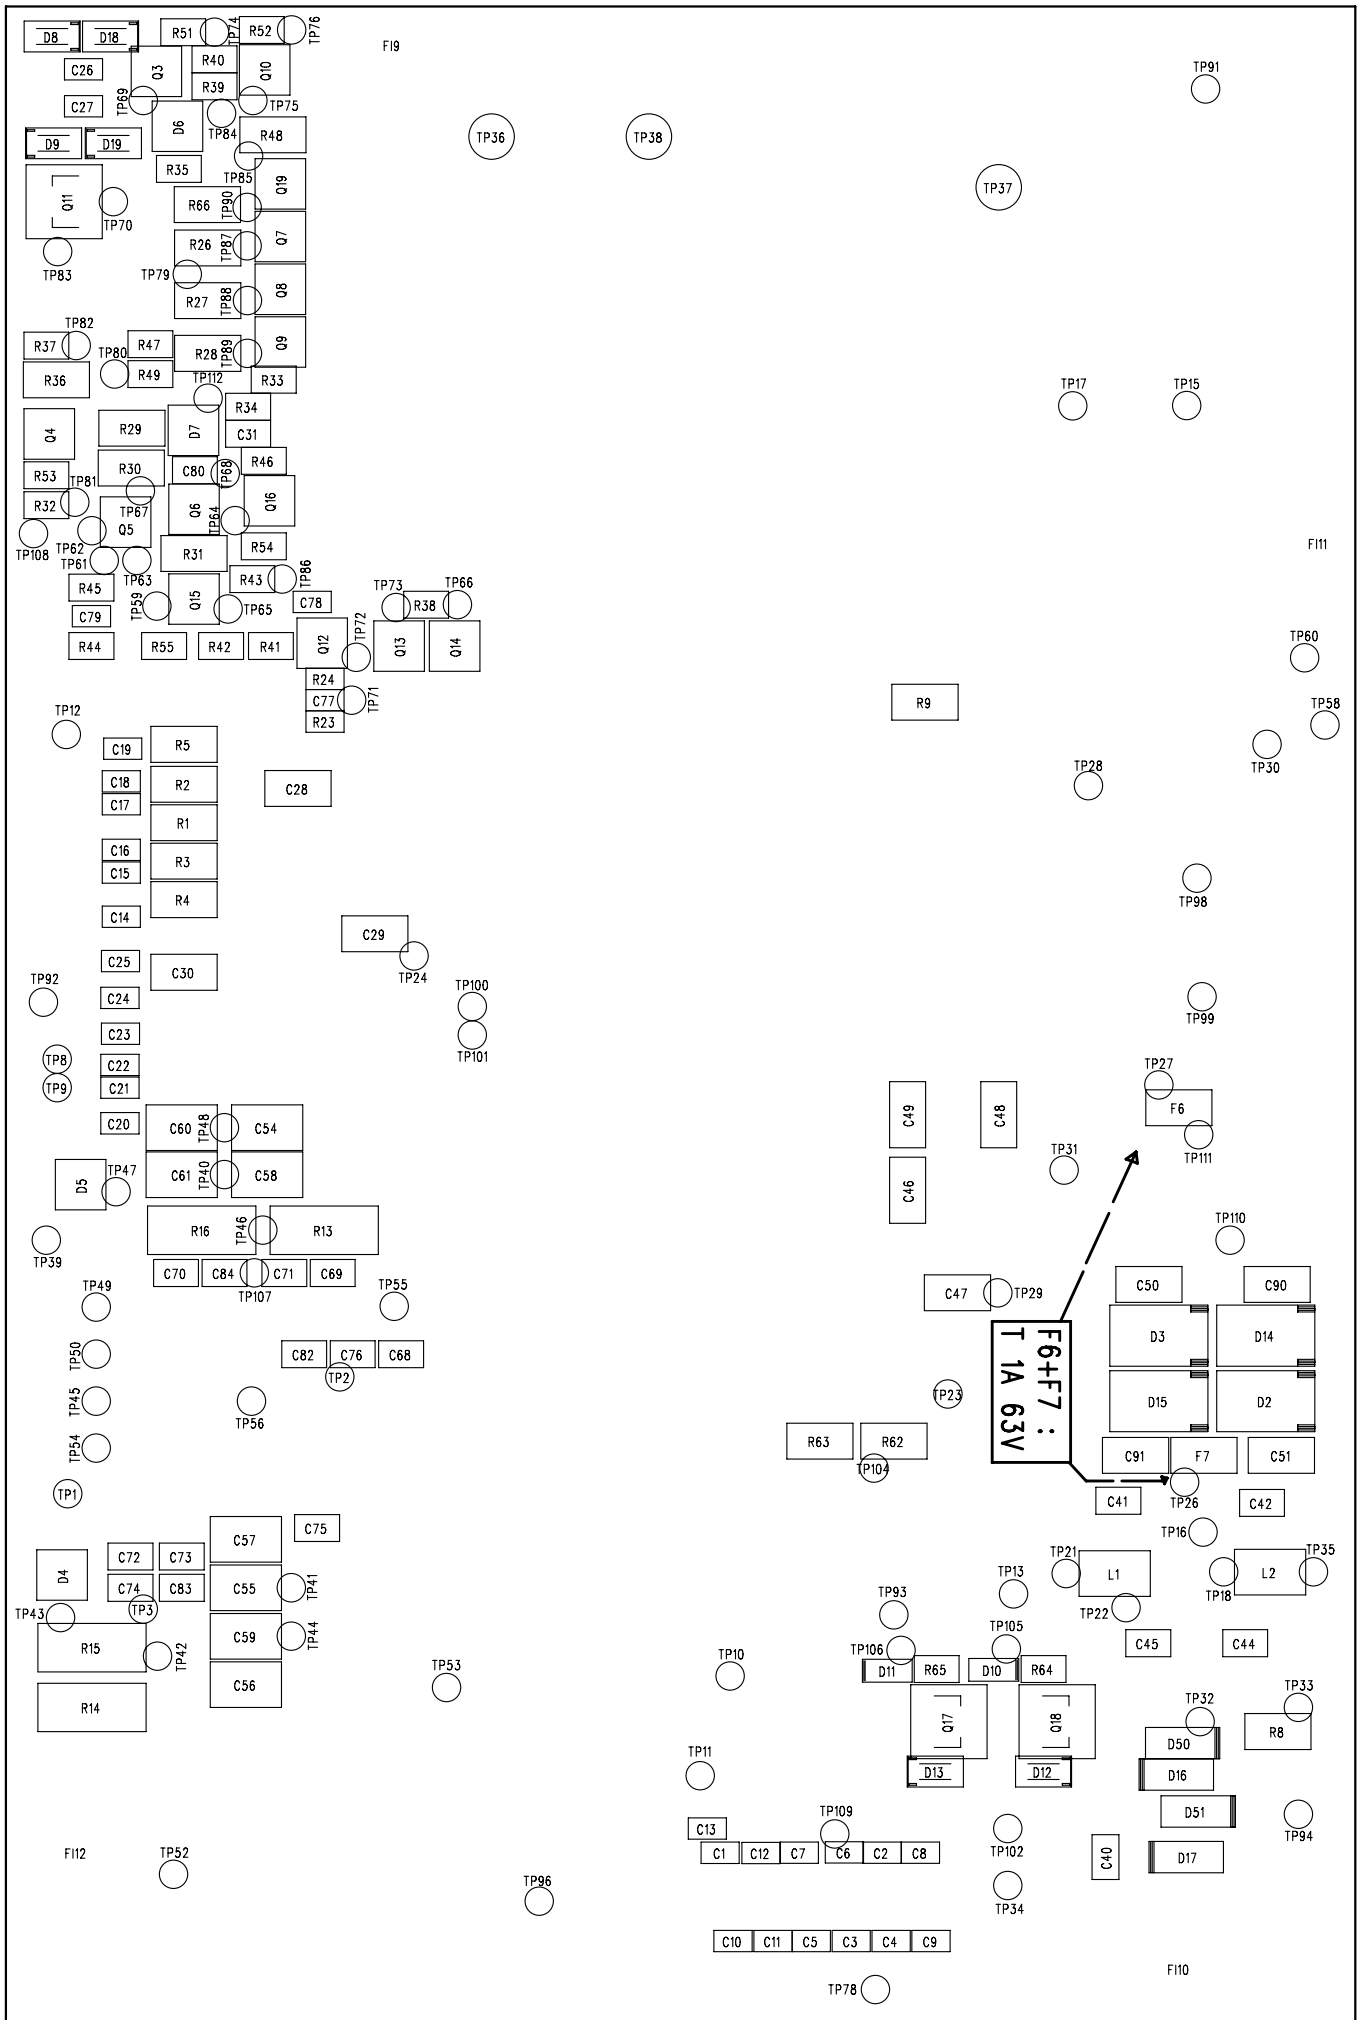 D8 D18 R51 TP74 R52 TP76
FI9
C26 Q3 R40 Q10
R39
TP91
C27 TP69 D6 TP84 TP75
R48
TP36 TP38
D9 D19
R35 TP85 Q19
TP37
Q11 TP70 R66 TP90
R26 TP87 Q7
TP83 TP79
R27 TP88 Q8
TP82
R37 R47 R28 TP89 Q9
TP80
R36 R49 R33
TP112
TP17 TP15
R34
Q4 R29 D7 C31
R46
R53 R30 C80 TP68
R32 TP81 TP67 Q6 TP64 Q16
Q5
TP108 TP62 R54
FI11
TP61 TP63 R31
R45 R43 TP86
TP59 Q15 TP65 C78 TP73 R38 TP66
C79
R44 R55 R42 R41 Q12 TP72 Q13 Q14
TP60
R24
C77 TP71
R23
R9
TP12 TP58
C19 R5 TP30
C18 R2 C28 TP28
C17
R1
C16 R3
C15
TP98
R4
C14
C29
C25 C30 TP24
TP92
C24 TP100
TP99
C23 TP101
TP8 C22
TP9 C21
TP27
F6
C20 C60 TP48 C54 C49 C48
TP111
TP31
D5 TP47 C61 TP40 C58 C46
R16 TP46 R13
TP39 TP110
C70 C84 C71 C69
TP107
TP49 TP55 C47 TP29 C50 C90
F6+F7 :
T 1A 63V
D3 D14
TP50 C82 C76 C68
TP2
TP45 TP56 TP23 D15 D2
TP54 R63 R62 C91 F7 C51
TP104
TP1 TP26
C41 C42
C75 TP16
C57
C72 C73
D4 TP21 L1 TP18 L2 TP35
C74 C83 C55 TP41 TP13
TP43 TP3 TP93 TP22
R15 TP42 C59 TP44 TP106 TP105 C45 C44
TP53 TP10 D11 R65 D10 R64
C56
R14 Q17 Q18 TP32 TP33
R8
D50
TP11 D13 D12 D16
D51
C13 TP109 TP102 TP94
FI12 TP52 C1 C12 C7 C6 C2 C8 C40 D17
TP96 TP34
C10 C11 C5 C3 C4 C9
FI10
TP78